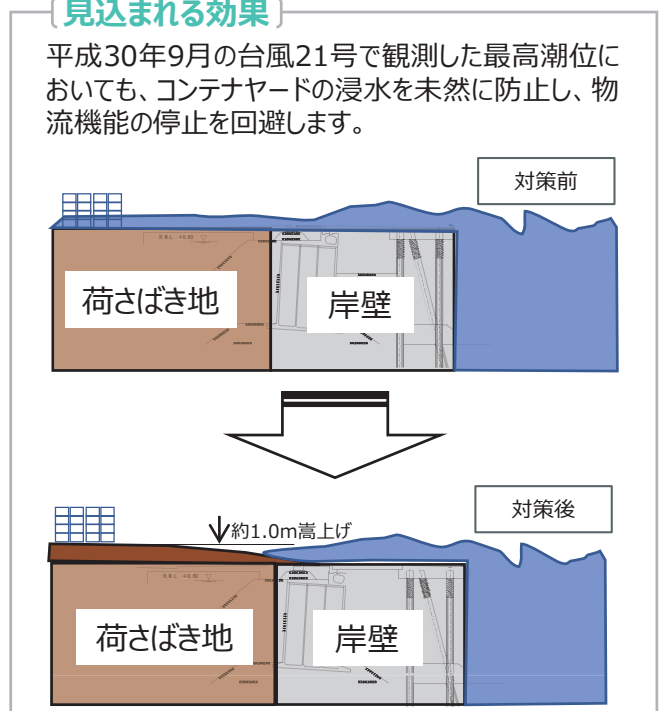 見込まれる効果
平成30年9月の台風21号で観測した最高潮位に
おいても、コンテナヤードの浸水を未然に防止し、物
流機能の停止を回避します。
対策前
荷さばき地
岸壁
対策後
約1.0m嵩上げ
荷さばき地
岸壁